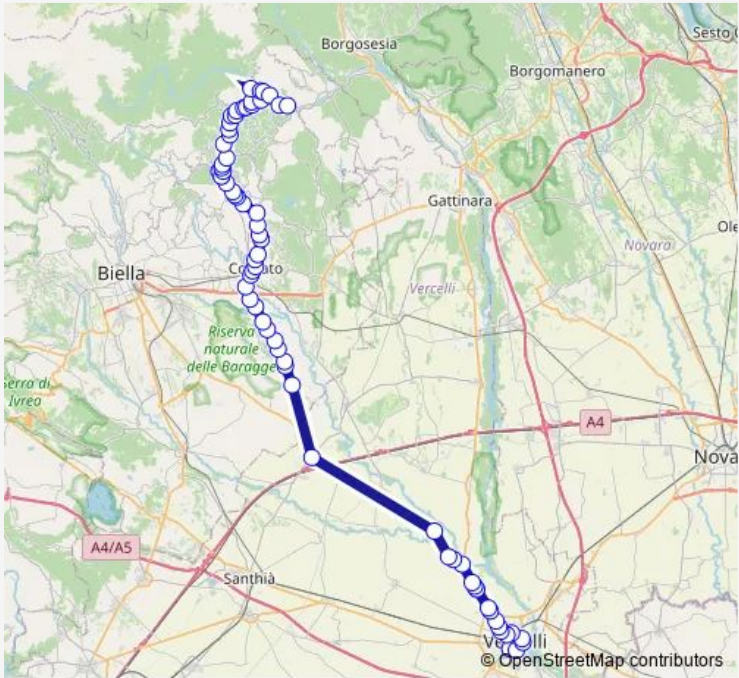 Sesto C
Borgosesia
Borgomanero
Gattinara
Ole
Novara
Biella
Vercelli
Riserva
naturale
delle Baragge
Serra di
Ivrea
A4
Nova
A4/A5
Santhià
© OpenStreetMap contributors